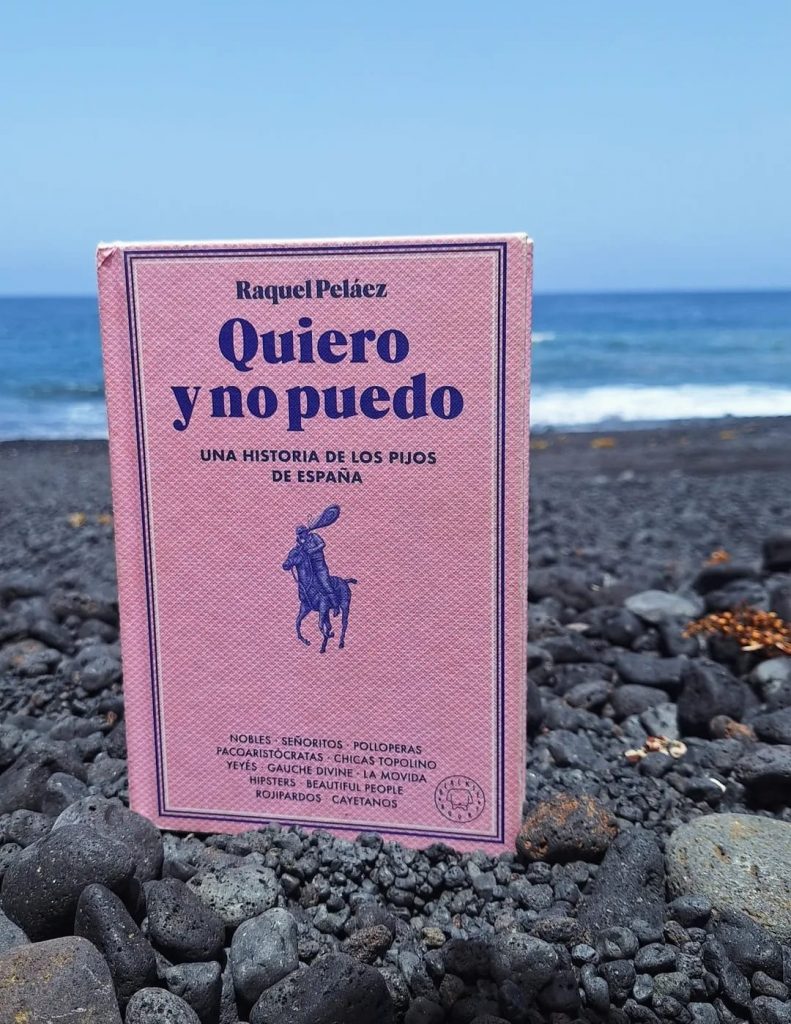 Raquel Peláez
Quiero
y no puedo
UNA HISTORIA DE LOS PIJOS
DE ESPAÑA
NOBLES · SEÑORITOS · POLLOPERAS
PACOARISTÓCRATAS · CHICAS TOPOLINO
YEYÉS · GAUCHE DIVINE · LA MOVIDA
HIPSTERS · BEAUTIFUL PEOPLE
ROJIPARDOS · CAYETANOS